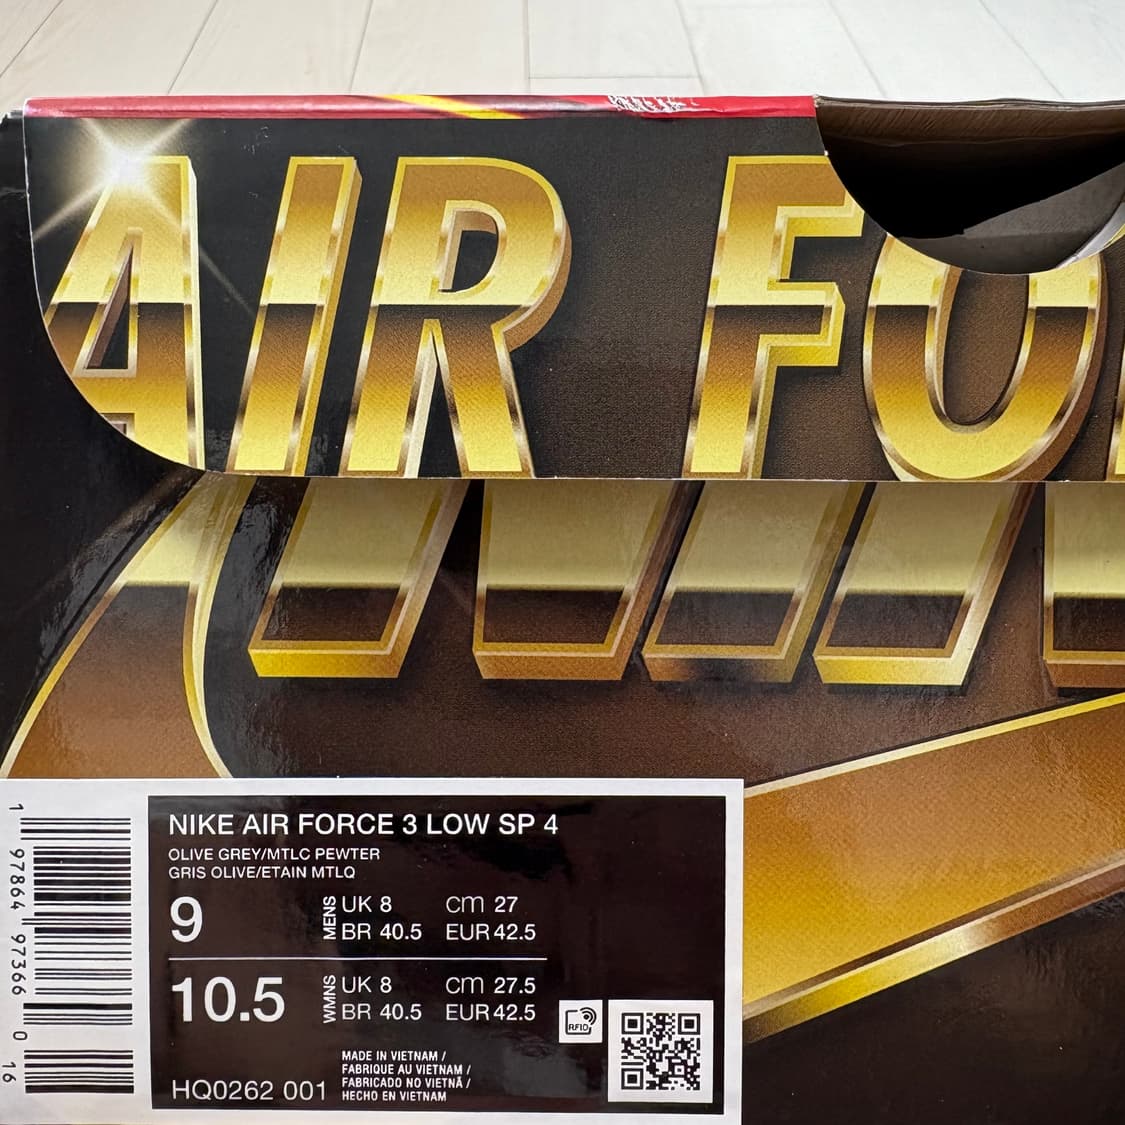 AIR FO
NIKE AIR FORCE 3 LOW SP 4
OLIVE GREY/MTLC PEWTER
GRIS OLIVE/ETAIN MTLQ
9
MENS
UK 8 cm 27
BR 40.5 EUR 42.5
10.5
WMNS
UK 8 cm 27.5
BR 40.5 EUR 42.5
RFID
MADE IN VIETNAM /
FABRIQUE AU VIETNAM /
FABRICADO NO VIETNÃ /
HECHO EN VIETNAM
HQ0262 001
1 97864 97366 0 16